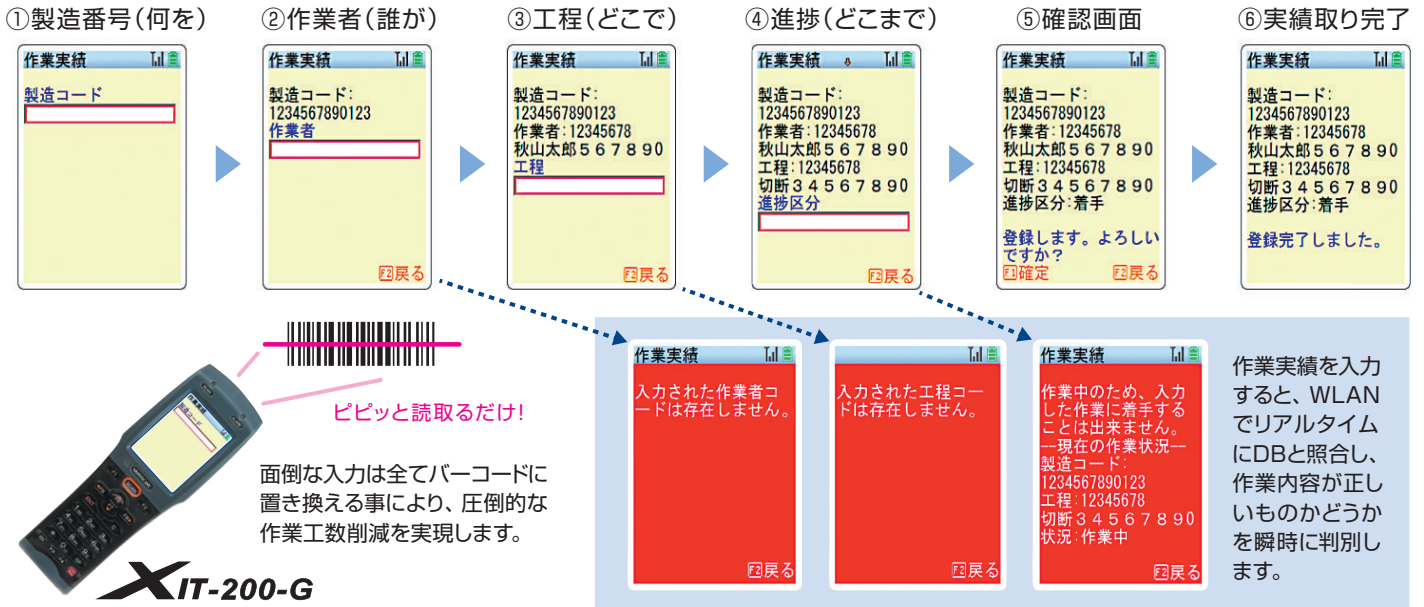 ①製造番号(何を)
作業実績
製造コード
②作業者(誰が)
作業実績
製造コード:
1234567890123
作業者
F2戻る
③工程(どこで)
作業実績
製造コード:
1234567890123
作業者:12345678
秋山太郎567890
工程
F2戻る
④進捗(どこまで)
作業実績
製造コード:
1234567890123
作業者:12345678
秋山太郎567890
工程:12345678
切断34567890
進捗区分
F2戻る
⑤確認画面
作業実績
製造コード:
1234567890123
作業者:12345678
秋山太郎567890
工程:12345678
切断34567890
進捗区分:着手
登録します。よろしい
ですか?
F1確定 F2戻る
⑥実績取り完了
作業実績
製造コード:
1234567890123
作業者:12345678
秋山太郎567890
工程:12345678
切断34567890
進捗区分:着手
登録完了しました。
作業実績
製造コード
ピピッと読取るだけ!
面倒な入力は全てバーコードに
置き換える事により、圧倒的な
作業工数削減を実現します。
XIT-200-G
作業実績
入力された作業者コ
ードは存在しません。
F2戻る
入力された工程コー
ドは存在しません。
F2戻る
作業実績
作業中のため、入力
した作業に着手する
ことは出来ません。
--現在の作業状況--
製造コード:
1234567890123
工程:12345678
切断34567890
状況:作業中
F2戻る
作業実績を入力
すると、WLAN
でリアルタイム
にDBと照合し、
作業内容が正し
いものかどうか
を瞬時に判別し
ます。